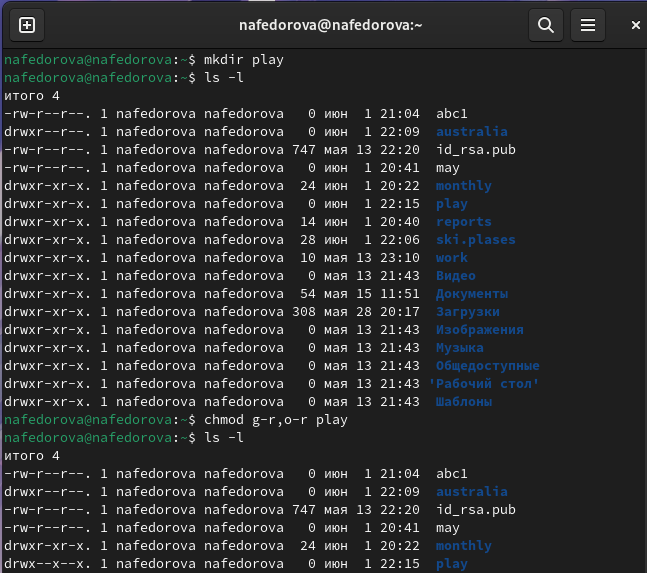 nafedorova@nafedorova:~
nafedorova@nafedorova:~$ mkdir play
nafedorova@nafedorova:~$ ls -l
итого 4
-rw-r--r--. 1 nafedorova nafedorova   0 июн  1 21:04  abc1
drwxr--r--. 1 nafedorova nafedorova   0 июн  1 22:09  australia
-rw-r--r--. 1 nafedorova nafedorova 747 мая 13 22:20  id_rsa.pub
-rw-r--r--. 1 nafedorova nafedorova   0 июн  1 20:41  may
drwxr-xr-x. 1 nafedorova nafedorova  24 июн  1 20:22  monthly
drwxr-xr-x. 1 nafedorova nafedorova   0 июн  1 22:15  play
drwxr-xr-x. 1 nafedorova nafedorova  14 июн  1 20:40  reports
drwxr-xr-x. 1 nafedorova nafedorova  28 июн  1 22:06  ski.plases
drwxr-xr-x. 1 nafedorova nafedorova  10 мая 13 23:10  work
drwxr-xr-x. 1 nafedorova nafedorova   0 мая 13 21:43  Видео
drwxr-xr-x. 1 nafedorova nafedorova  54 мая 15 11:51  Документы
drwxr-xr-x. 1 nafedorova nafedorova 308 мая 28 20:17  Загрузки
drwxr-xr-x. 1 nafedorova nafedorova   0 мая 13 21:43  Изображения
drwxr-xr-x. 1 nafedorova nafedorova   0 мая 13 21:43  Музыка
drwxr-xr-x. 1 nafedorova nafedorova   0 мая 13 21:43  Общедоступные
drwxr-xr-x. 1 nafedorova nafedorova   0 мая 13 21:43 'Рабочий стол'
drwxr-xr-x. 1 nafedorova nafedorova   0 мая 13 21:43  Шаблоны
nafedorova@nafedorova:~$ chmod g-r,o-r play
nafedorova@nafedorova:~$ ls -l
итого 4
-rw-r--r--. 1 nafedorova nafedorova   0 июн  1 21:04  abc1
drwxr--r--. 1 nafedorova nafedorova   0 июн  1 22:09  australia
-rw-r--r--. 1 nafedorova nafedorova 747 мая 13 22:20  id_rsa.pub
-rw-r--r--. 1 nafedorova nafedorova   0 июн  1 20:41  may
drwxr-xr-x. 1 nafedorova nafedorova  24 июн  1 20:22  monthly
drwx--x--x. 1 nafedorova nafedorova   0 июн  1 22:15  play